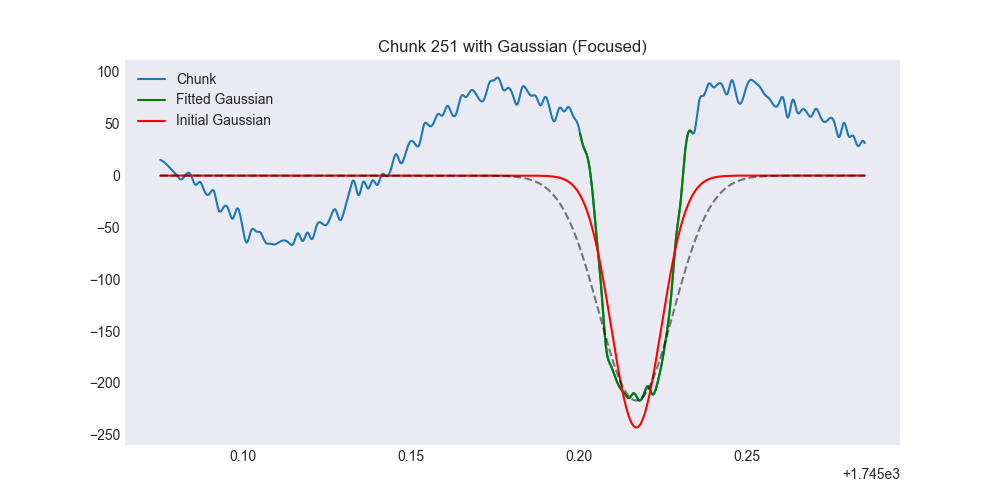 Chunk 251 with Gaussian (Focused)
Chunk
Fitted Gaussian
Initial Gaussian
100
50
0
−50
−100
−150
−200
−250
0.10
0.15
0.20
0.25
+1.745e3